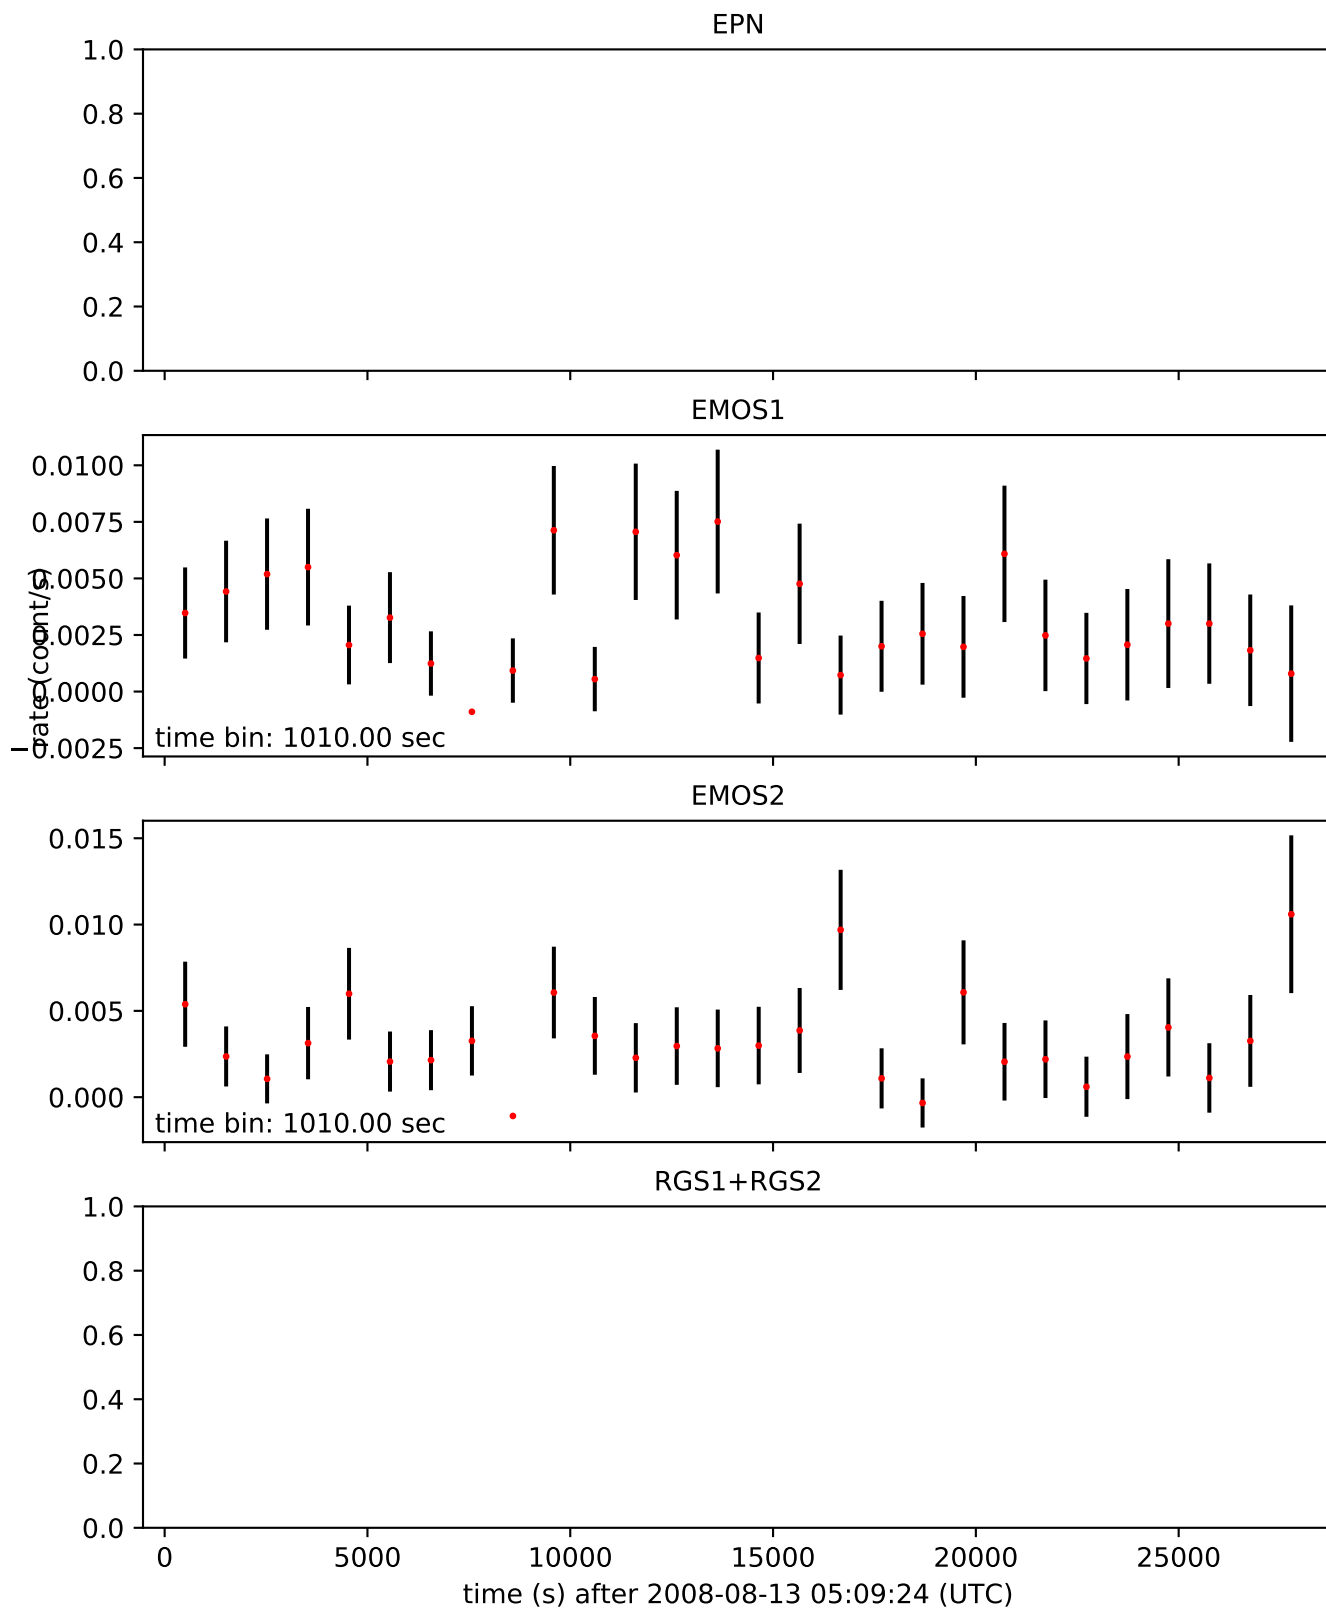 EPN
1.0
0.8
0.6
0.4
0.2
0.0
EMOS1
0.0100
0.0075
0.0050
0.0025
0.0000
−0.0025
rate (count/s)
time bin: 1010.00 sec
EMOS2
0.015
0.010
0.005
0.000
time bin: 1010.00 sec
RGS1+RGS2
1.0
0.8
0.6
0.4
0.2
0.0
0 5000 10000 15000 20000 25000
time (s) after 2008-08-13 05:09:24 (UTC)